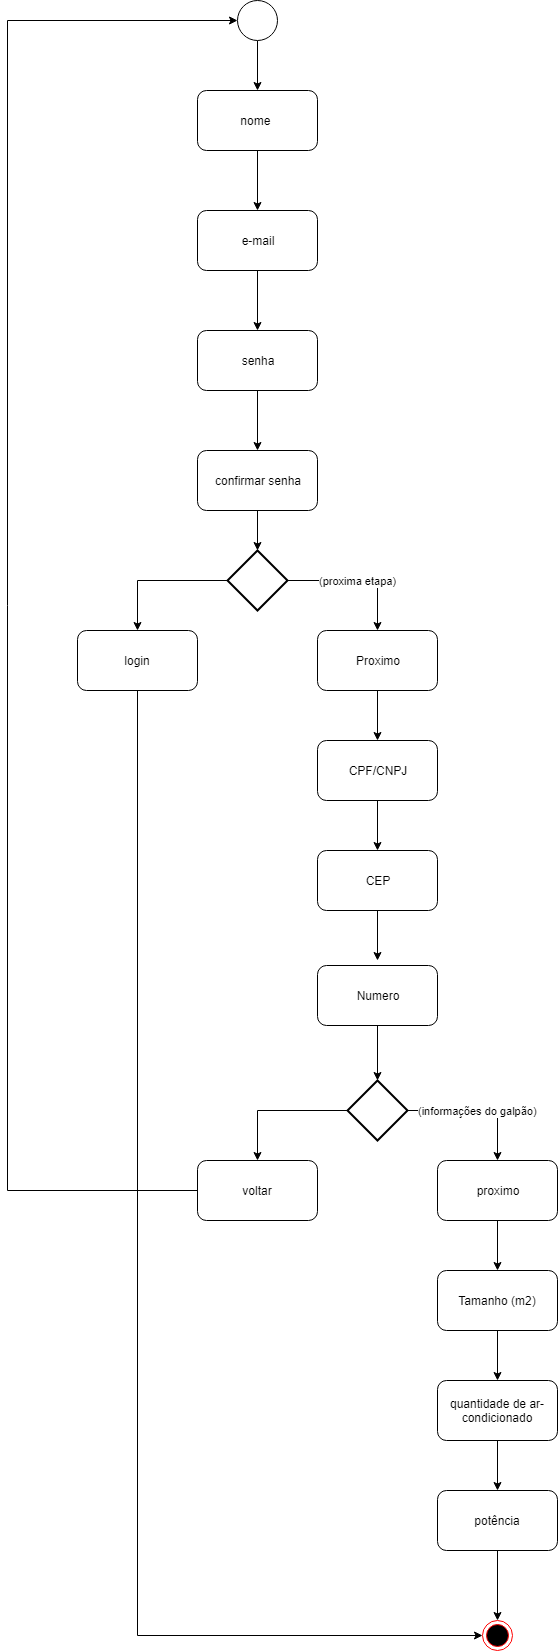 nome
e-mail
senha
confirmar senha
(proxima etapa)
login
Proximo
CPF/CNPJ
CEP
Numero
(informações do galpão)
voltar
proximo
Tamanho (m2)
quantidade de ar-
condicionado
potência